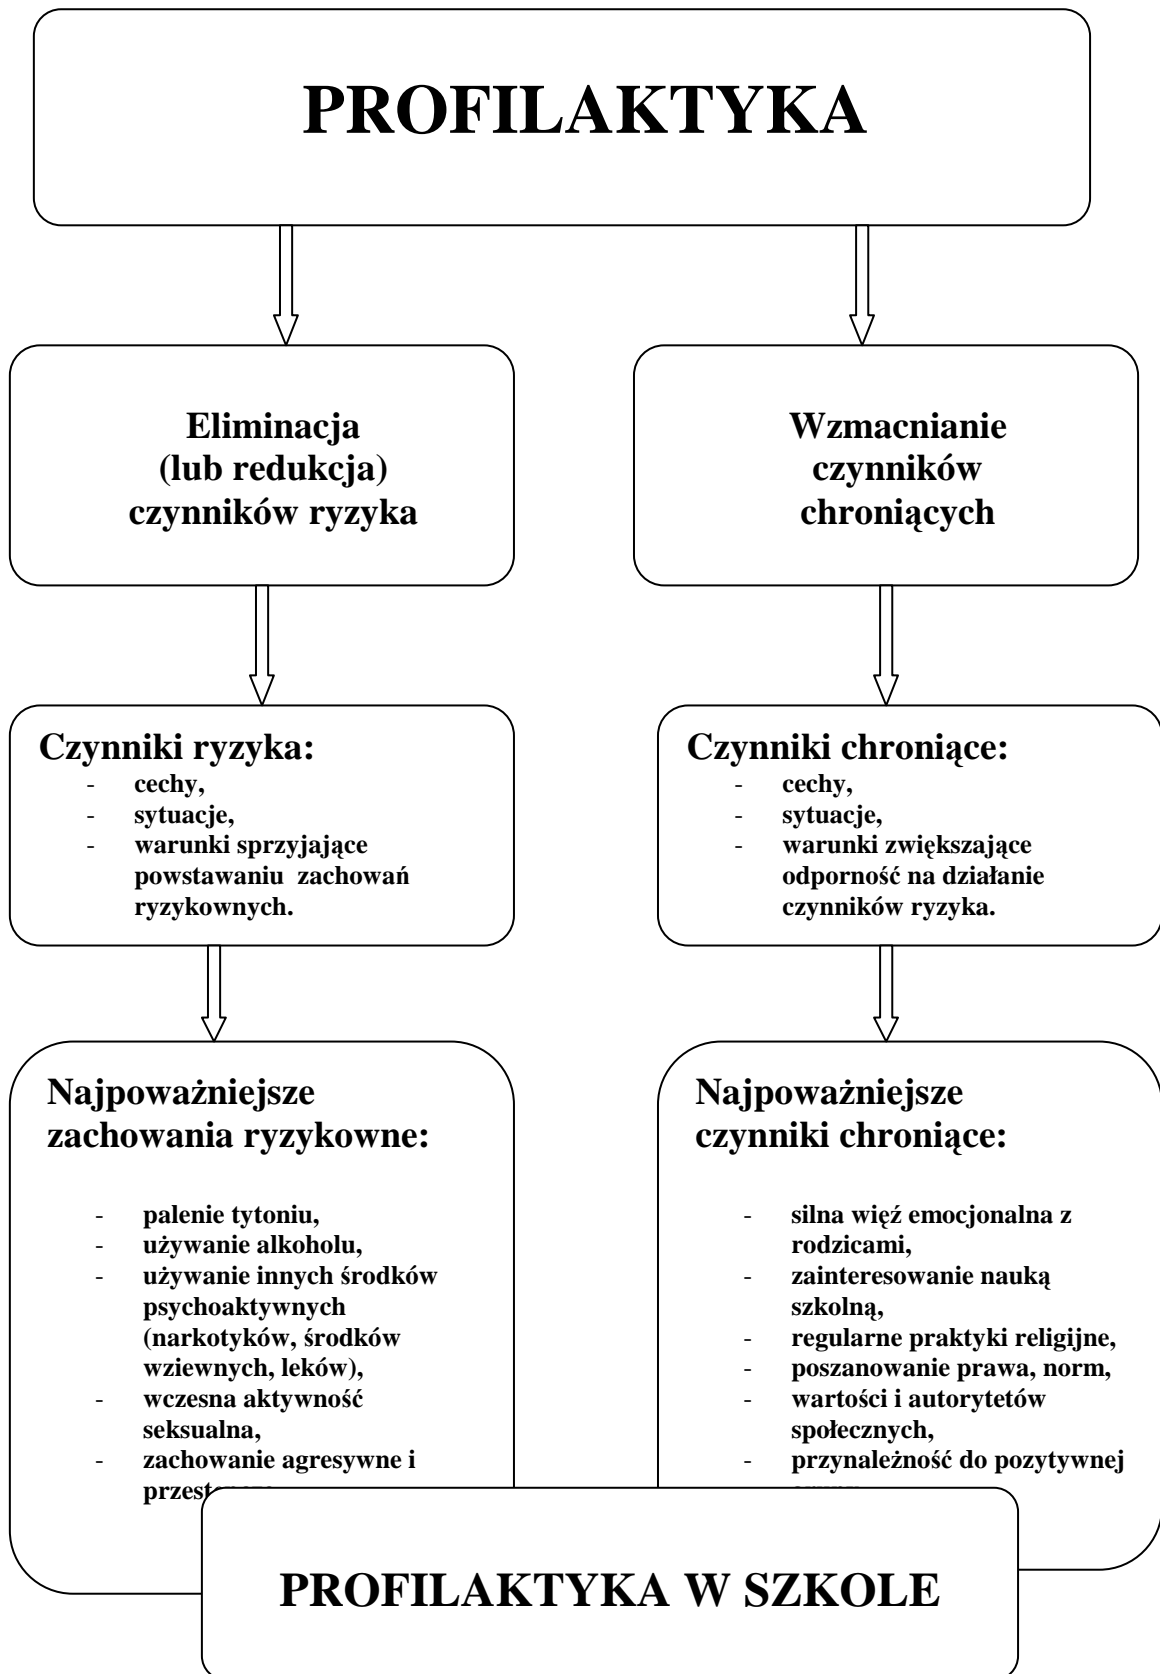 PROFILAKTYKA
Eliminacja
(lub redukcja)
czynników ryzyka
Wzmacnianie
czynników
chroniących
Czynniki ryzyka:
- cechy,
- sytuacje,
- warunki sprzyjające
powstawaniu zachowań
ryzykownych.
Czynniki chroniące:
- cechy,
- sytuacje,
- warunki zwiększające
odporność na działanie
czynników ryzyka.
Najpoważniejsze
zachowania ryzykowne:
- palenie tytoniu,
- używanie alkoholu,
- używanie innych środków
psychoaktywnych
(narkotyków, środków
wziewnych, leków),
- wczesna aktywność
seksualna,
- zachowanie agresywne i
Najpoważniejsze
czynniki chroniące:
- silna więź emocjonalna z
rodzicami,
- zainteresowanie nauką
szkolną,
- regularne praktyki religijne,
- poszanowanie prawa, norm,
- wartości i autorytetów
społecznych,
- przynależność do pozytywnej
PROFILAKTYKA W SZKOLE